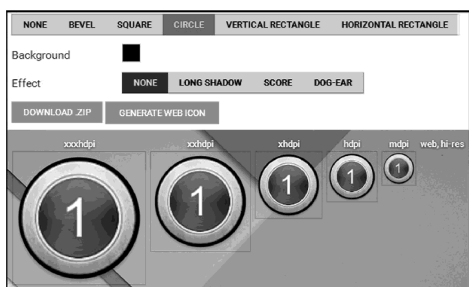 NONE BEVEL SQUARE CIRCLE VERTICAL RECTANGLE HORIZONTAL RECTANGLE
Background
Effect NONE LONG SHADOW SCORE DOG-EAR
DOWNLOAD .ZIP GENERATE WEB ICON
xxxhdpi xxhdpi xhdpi hdpi mdpi web, hi-res
1 1 1 1 1